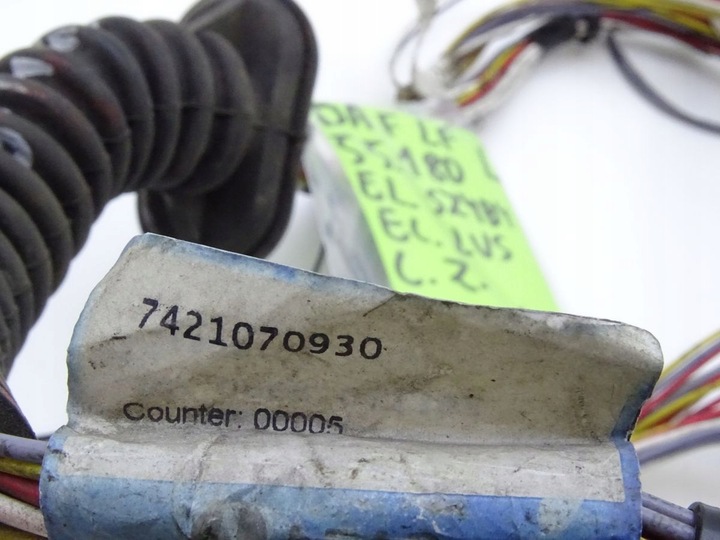 DAF LF
55.180 L
EL. SZYBY
EL. LUS
C. Z.
7421070930
Counter: 00005